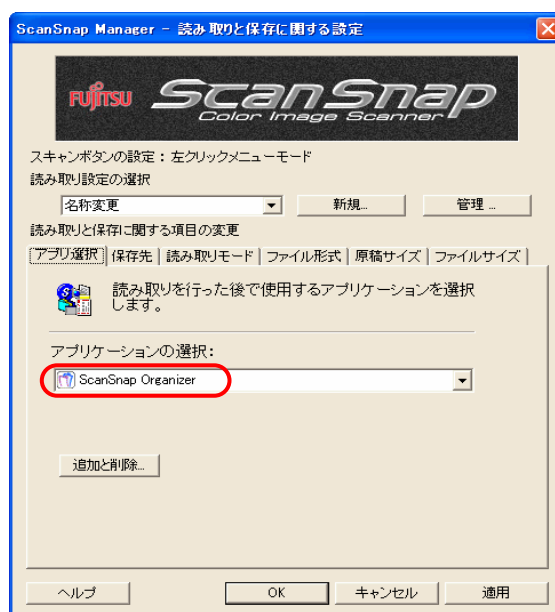 ScanSnap Manager - 読み取りと保存に関する設定
FUJITSU ScanSnap
Color Image Scanner
スキャンボタンの設定：左クリックメニューモード
読み取り設定の選択
名称変更 新規... 管理 ...
読み取りと保存に関する項目の変更
アプリ選択 保存先 読み取りモード ファイル形式 原稿サイズ ファイルサイズ
読み取りを行った後で使用するアプリケーションを選択
します。
アプリケーションの選択：
ScanSnap Organizer
追加と削除...
ヘルプ OK キャンセル 適用